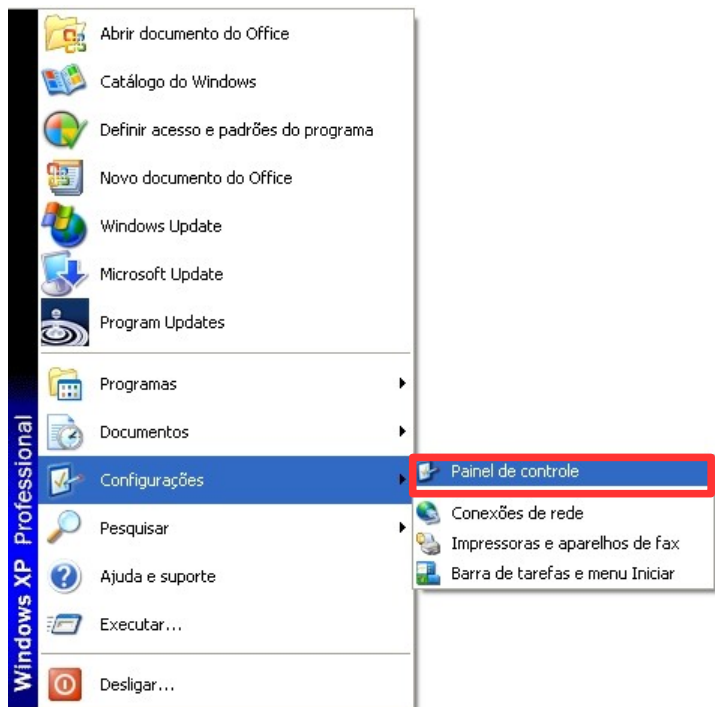 Abrir documento do Office
Catálogo do Windows
Definir acesso e padrões do programa
Novo documento do Office
Windows Update
Microsoft Update
Program Updates
Programas
Documentos
Configurações
Pesquisar
Ajuda e suporte
Executar...
Desligar...
Painel de controle
Conexões de rede
Impressoras e aparelhos de fax
Barra de tarefas e menu Iniciar
Windows XP Professional